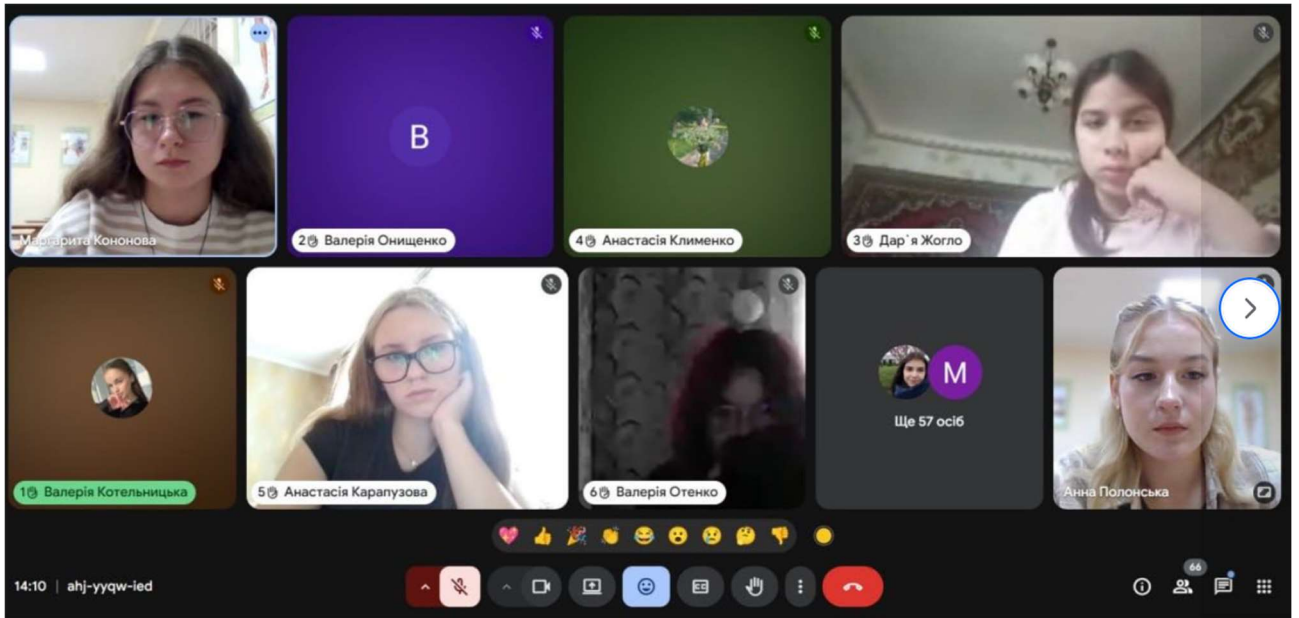 Маргарита Кононова
В
2 Валерія Онищенко
4 Анастасія Клименко
3 Дар`я Жогло
1 Валерія Котельницька
5 Анастасія Карапузова
6 Валерія Отенко
М
Ще 57 осіб
Анна Полонська
14:10 | ahj-yyqw-ied
66